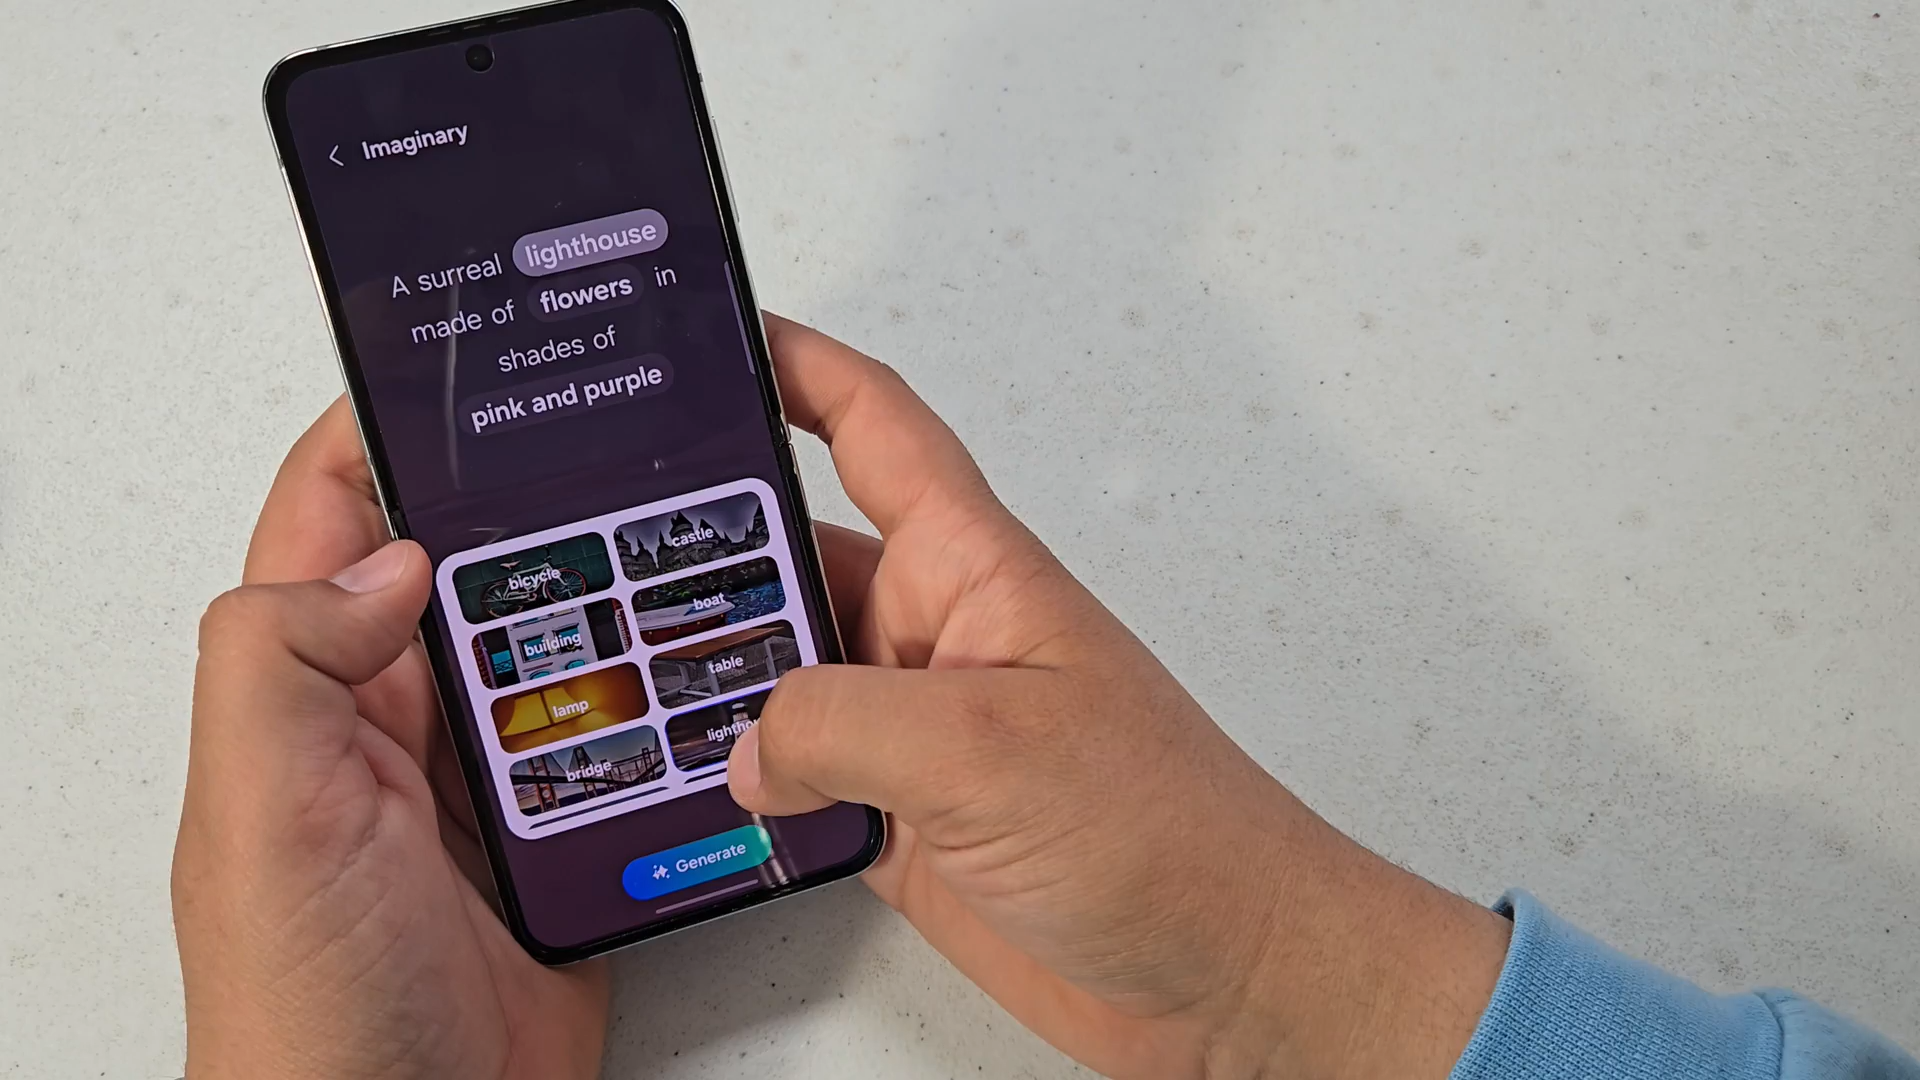 Imaginary
A surreal lighthouse
made of flowers in
shades of
pink and purple
bicycle castle
building boat
lamp table
bridge
Generate